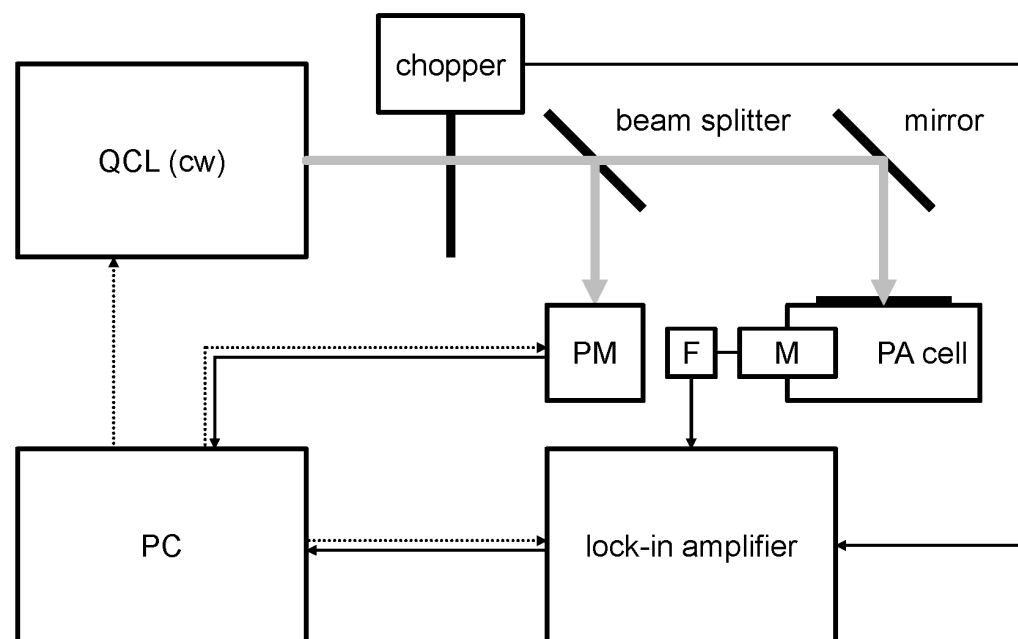 chopper
QCL (cw)
beam splitter
mirror
PM
F
M
PA cell
PC
lock-in amplifier